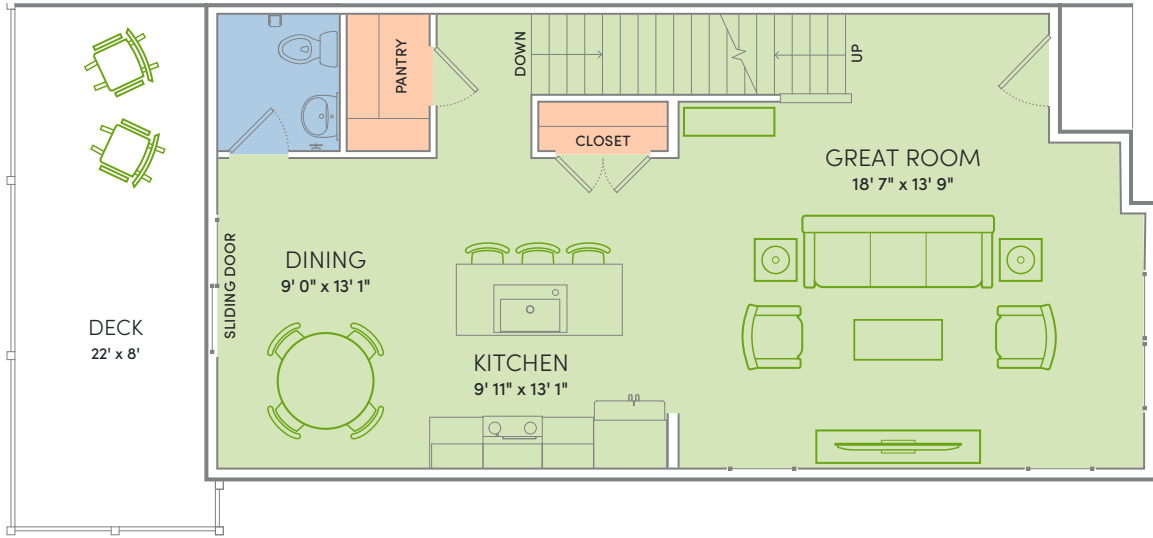 PANTRY
DOWN
UP
CLOSET
GREAT ROOM
18' 7" x 13' 9"
SLIDING DOOR
DINING
9' 0" x 13' 1"
DECK
22' x 8'
KITCHEN
9' 11" x 13' 1"